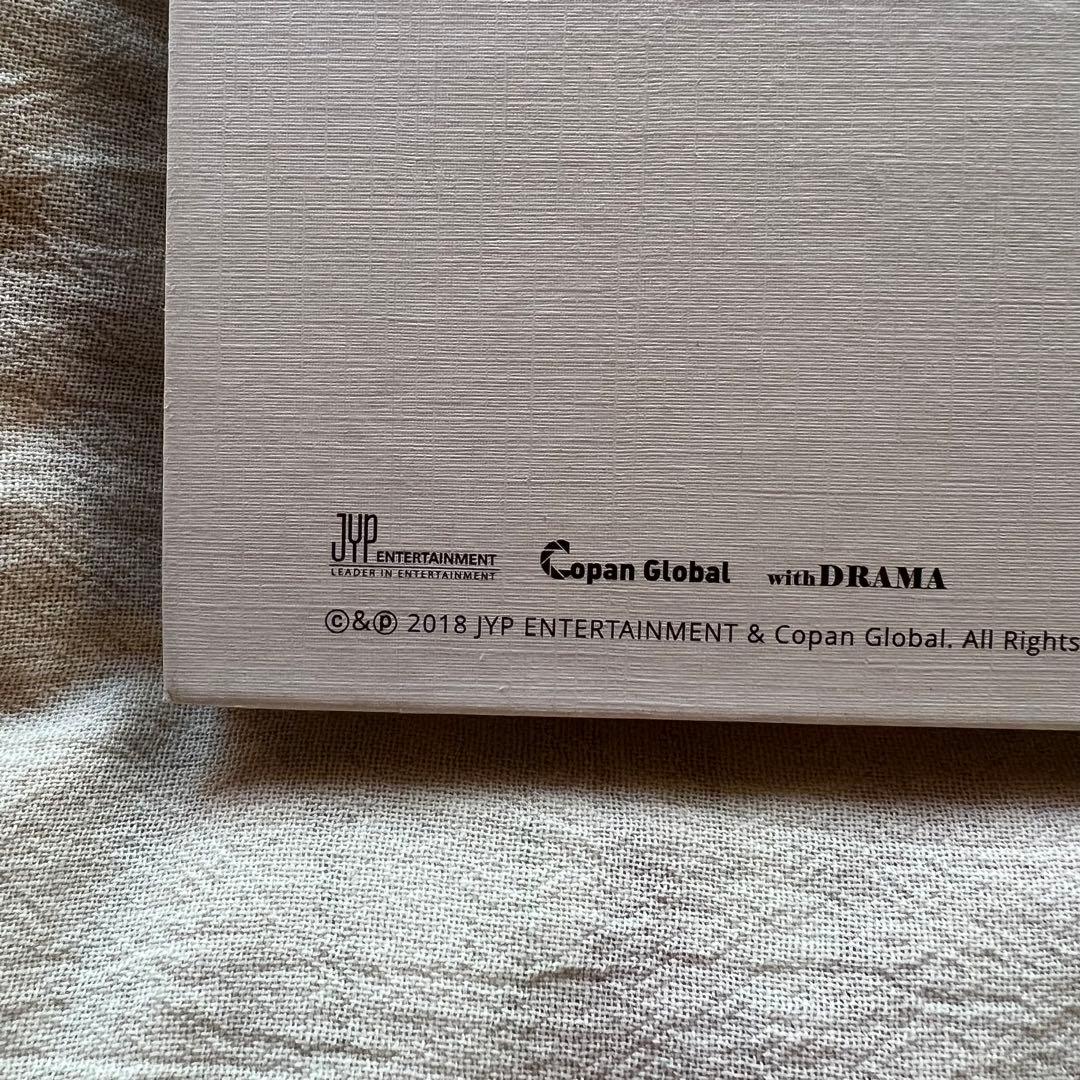 JYP ENTERTAINMENT
LEADER IN ENTERTAINMENT
Copan Global
with DRAMA
©&℗ 2018 JYP ENTERTAINMENT & Copan Global. All Rights